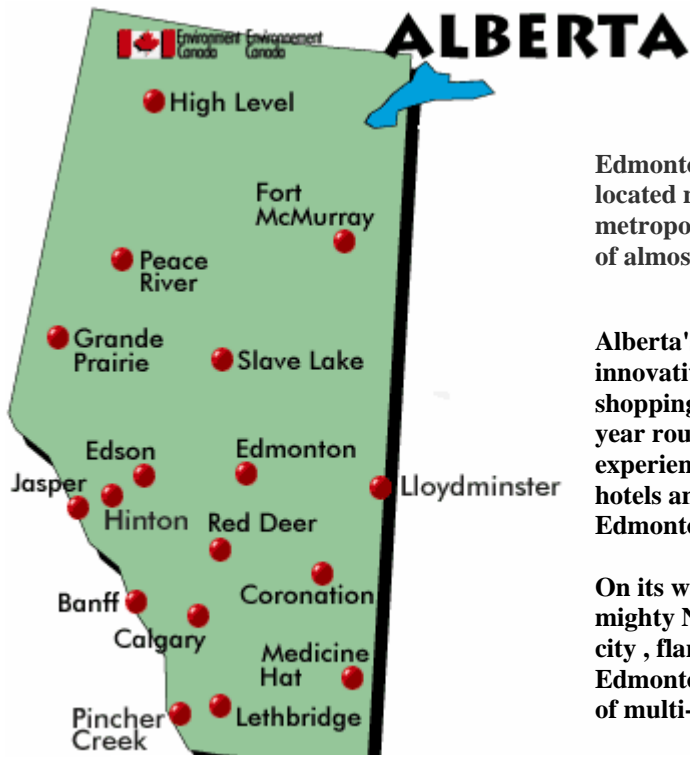 ALBERTA
Environment Environnement
Canada Canada
High Level
Fort
McMurray
Peace
River
Grande
Prairie
Slave Lake
Edson
Edmonton
Jasper
Hinton
Lloydminster
Red Deer
Coronation
Banff
Calgary
Medicine
Hat
Pincher
Creek
Lethbridge
Edmonto
located n
metropo
of almos
Alberta'
innovativ
shopping
year rou
experien
hotels an
Edmonto
On its w
mighty N
city , flar
Edmonto
of multi-